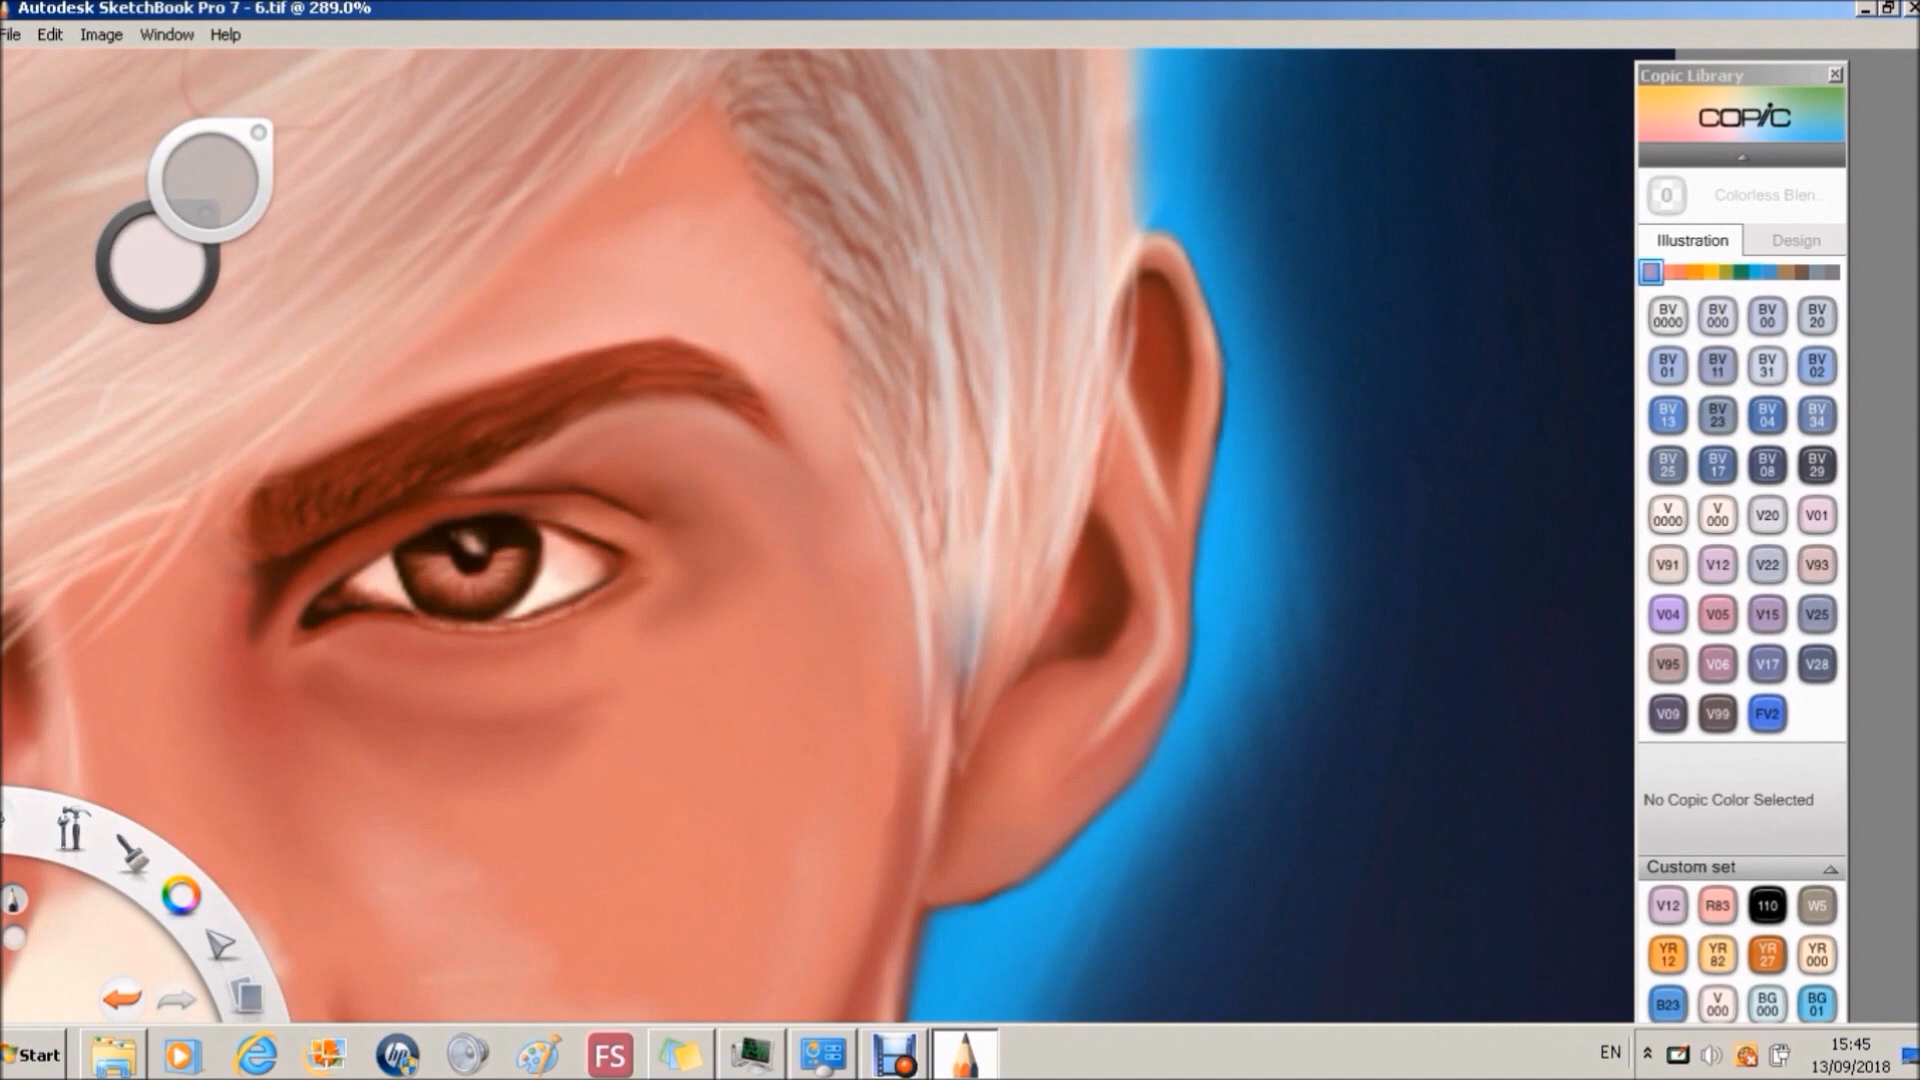 Autodesk SketchBook Pro 7 - 6.tif @ 289.0%
File Edit Image Window Help
Copic Library
COPIC
0 Colorless Blen..
Illustration Design
BV 0000 BV 000 BV 00 BV 20
BV 01 BV 11 BV 31 BV 02
BV 13 BV 23 BV 04 BV 34
BV 25 BV 17 BV 08 BV 29
V 0000 V 000 V20 V01
V91 V12 V22 V93
V04 V05 V15 V25
V95 V06 V17 V28
V09 V99 FV2
No Copic Color Selected
Custom set
V12 R83 110 W5
YR 12 YR 82 YR 27 YR 000
B23 V 000 BG 000 BG 01
Start hp FS EN 15:45
13/09/2018